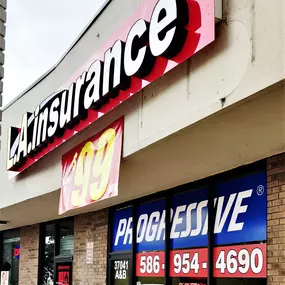 L.A. insurance
$99
PROGRESSIVE®
586 - 954 - 4690
37041
A&B